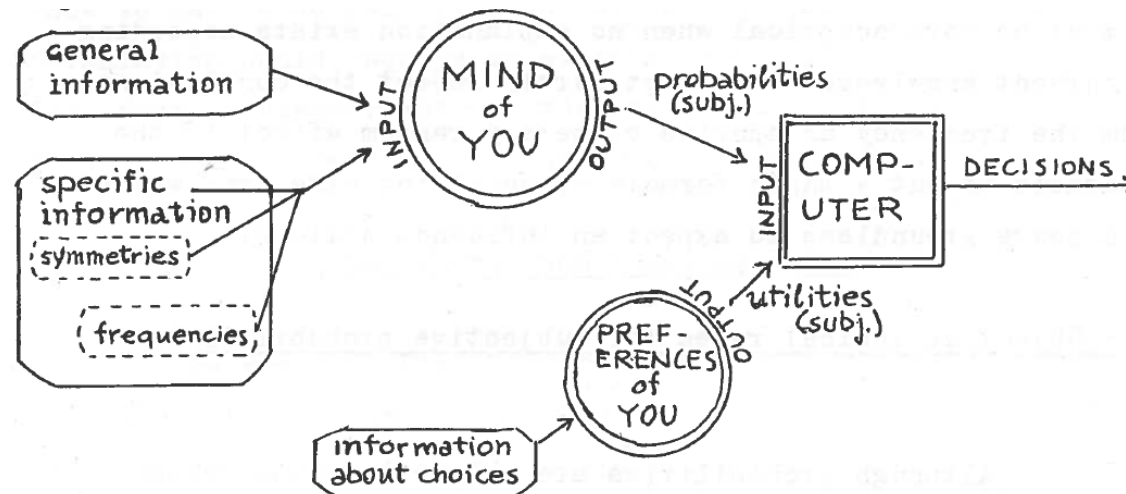 general
information
INPUT
MIND
of
YOU
OUTPUT
probabilities
(subj.)
specific
information
symmetries
frequencies
INPUT
COMP-
UTER
DECISIONS.
OUTPUT
utilities
(subj.)
PREF-
ERENCES
of
YOU
information
about choices